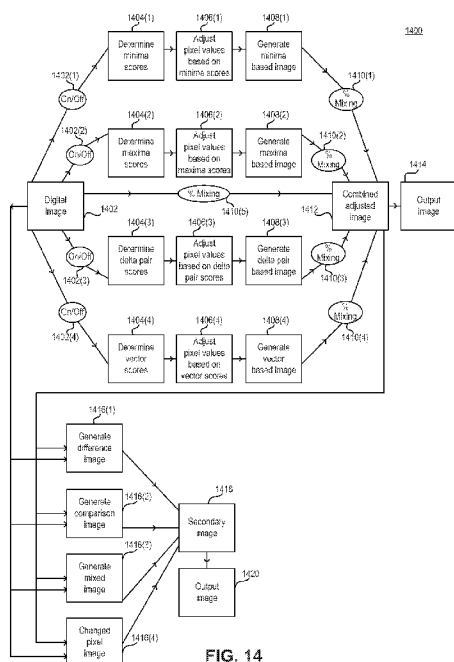 1400
1404(1)
1406(1)
1408(1)
Determine
minima
scores
Adjust
pixel values
based on
minima scores
Generate
minima
based image
1402(1)
On/Off
1410(1)
% Mixing
1404(2)
1406(2)
1408(2)
1402(2)
On/Off
Determine
maxima
scores
Adjust
pixel values
based on
maxima scores
Generate
maxima
based image
1410(2)
% Mixing
1414
Digital image
1402
% Mixing
1410(5)
Combined
adjusted
image
1412
Output
image
1404(3)
1406(3)
1408(3)
On/Off
1402(3)
Determine
delta pair
scores
Adjust
pixel values
based on delta
pair scores
Generate
delta pair
based image
% Mixing
1410(3)
1404(4)
1406(4)
1408(4)
On/Off
1402(4)
Determine
vector
scores
Adjust
pixel values
based on
vector scores
Generate
vector
based image
% Mixing
1410(4)
1416(1)
Generate
difference
image
1416(2)
Generate
comparison
image
1418
Secondary
image
1416(3)
Generate
mixed
image
1420
Output
image
Changed
pixel
image
1416(4)
FIG. 14